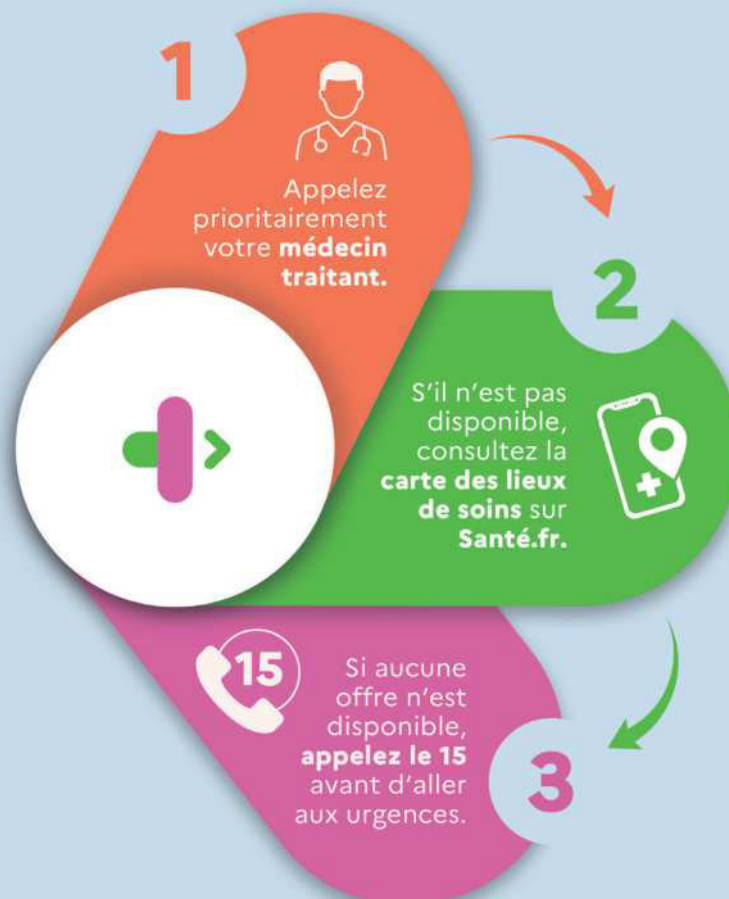 1
Appelez
prioritairement
votre médecin
traitant.
2
S'il n'est pas
disponible,
consultez la
carte des lieux
de soins sur
Santé.fr.
15
Si aucune
offre n'est
disponible,
appelez le 15
avant d'aller
aux urgences.
3